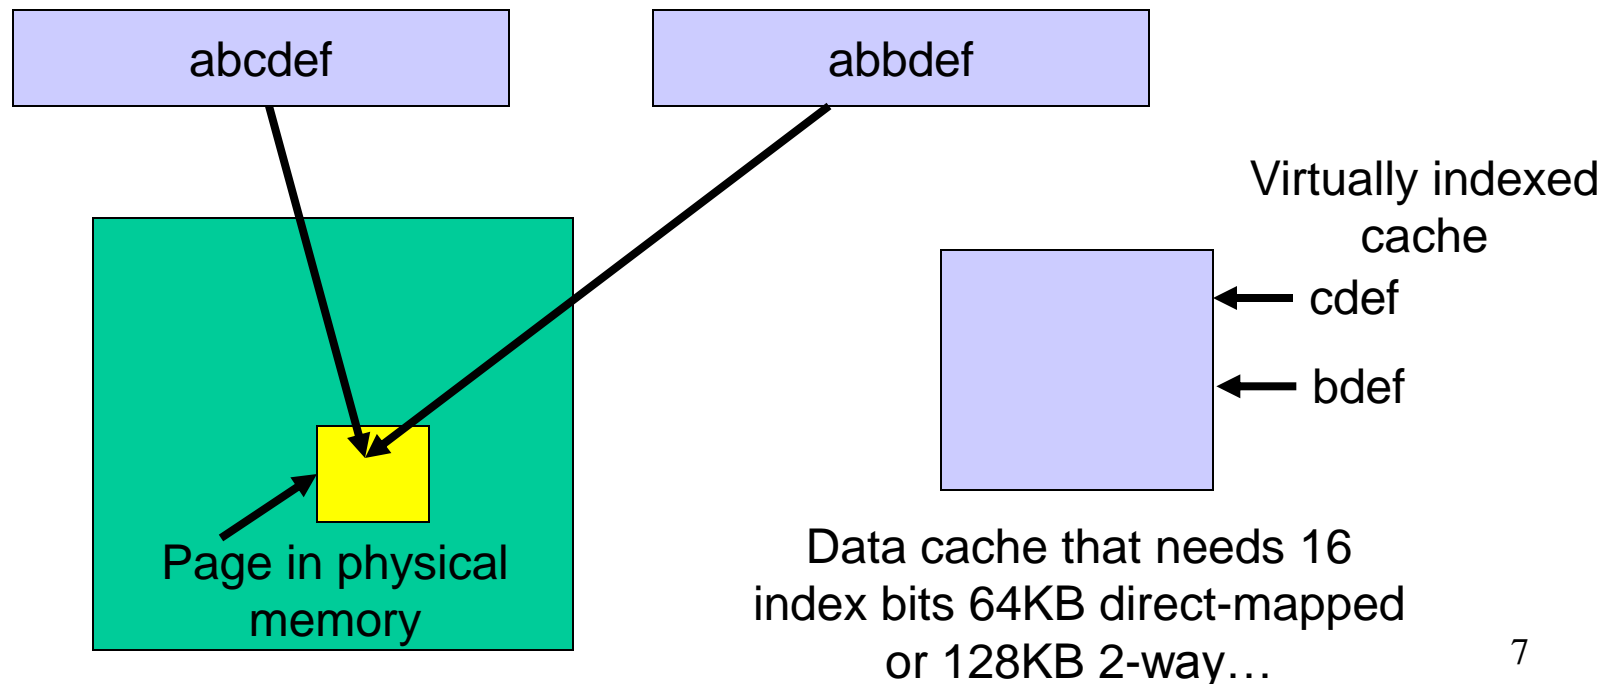 abcdef
abbdef
Virtually indexed
cache
cdef
bdef
Page in physical
memory
Data cache that needs 16
index bits 64KB direct-mapped
or 128KB 2-way…
7